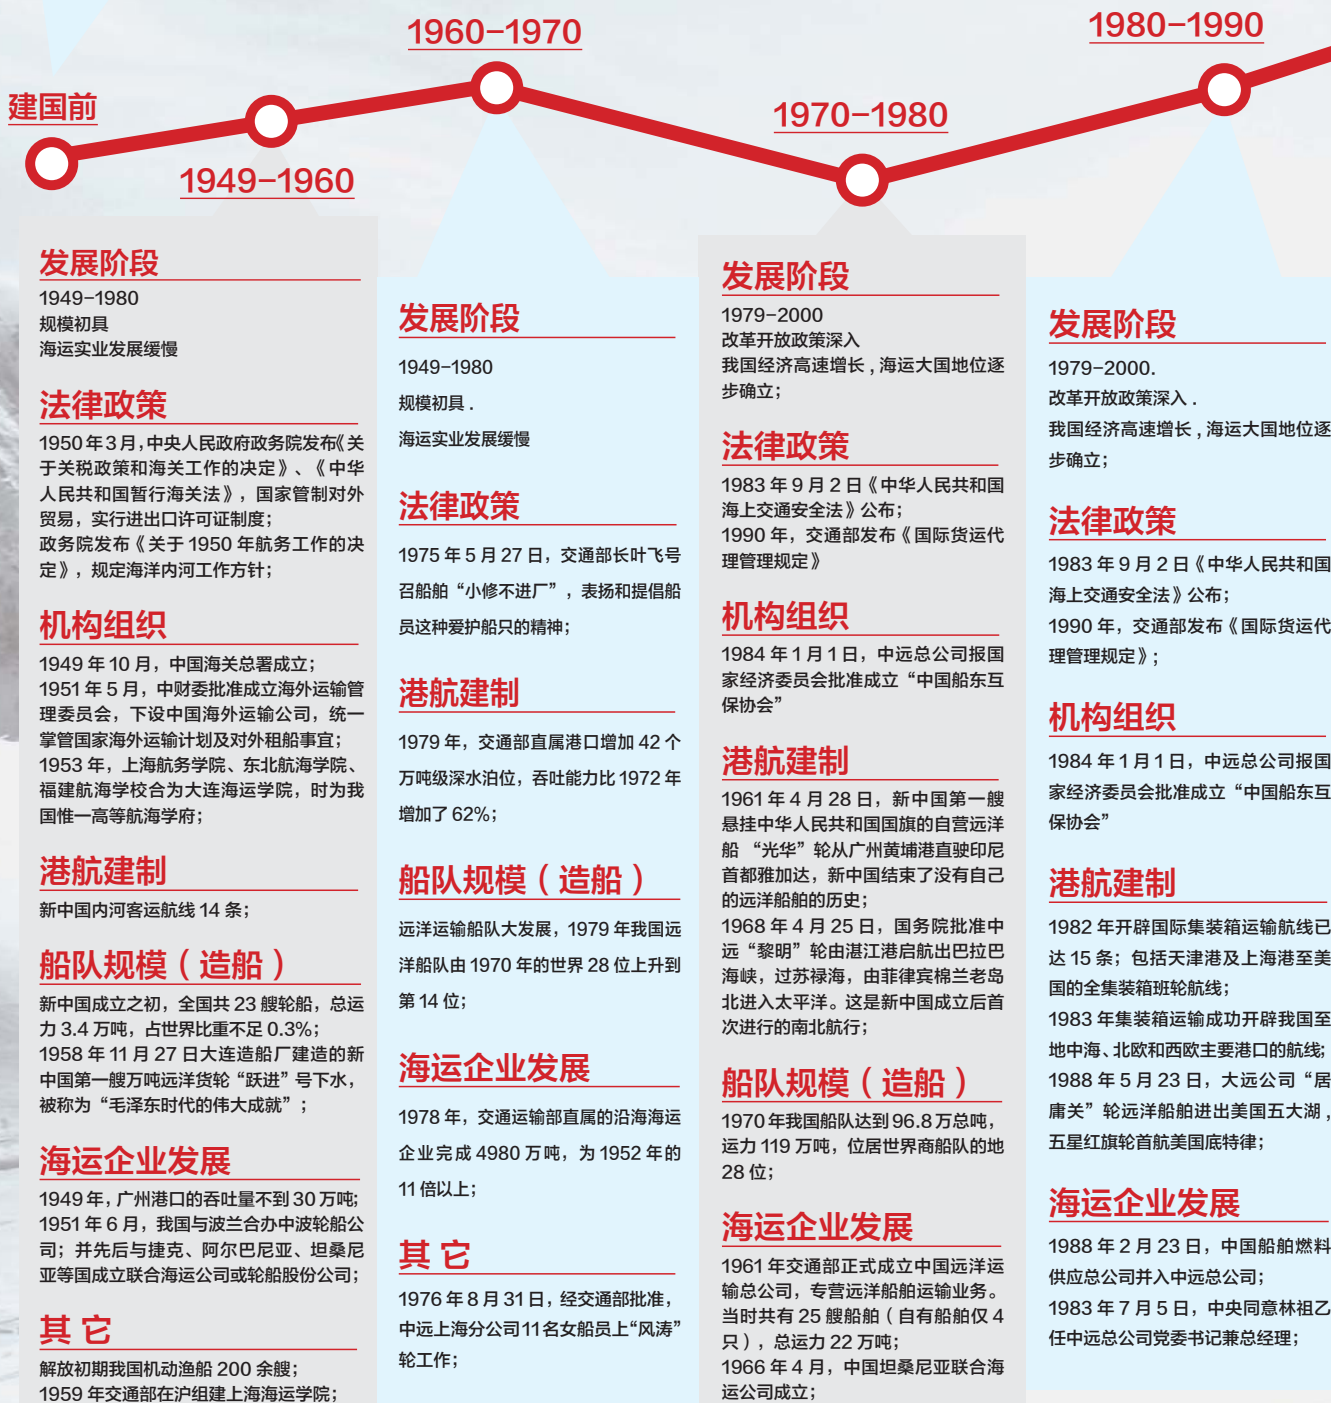 建国前
1949-1960
1960-1970
1970-1980
1980-1990
发展阶段
1949-1980
规模初具
海运实业发展缓慢
法律政策
1950年3月，中央人民政府政务院发布《关
于关税政策和海关工作的决定》、《中华
人民共和国暂行海关法》，国家管制对外
贸易，实行进出口许可证制度；
政务院发布《关于1950年航务工作的决
定》，规定海洋内河工作方针；
机构组织
1949年10月，中国海关总署成立；
1951年5月，中财委批准成立海外运输管
理委员会，下设中国海外运输公司，统一
掌管国家海外运输计划及对外租船事宜；
1953年，上海航务学院、东北航海学院、
福建航海学校合为大连海运学院，时为我
国惟一高等航海学府；
港航建制
新中国内河客运航线14条；
船队规模（造船）
新中国成立之初，全国共23艘轮船，总运
力3.4万吨，占世界比重不足0.3%；
1958年11月27日大连造船厂建造的新
中国第一艘万吨远洋货轮“跃进”号下水，
被称为“毛泽东时代的伟大成就”；
海运企业发展
1949年，广州港口的吞吐量不到30万吨；
1951年6月，我国与波兰合办中波轮船公
司；并先后与捷克、阿尔巴尼亚、坦桑尼
亚等国成立联合海运公司或轮船股份公司；
其它
解放初期我国机动渔船200余艘；
1959年交通部在沪组建上海海运学院；
发展阶段
1949-1980
规模初具.
海运实业发展缓慢
法律政策
1975年5月27日，交通部长叶飞号
召船舶“小修不进厂”，表扬和提倡船
员这种爱护船只的精神；
港航建制
1979年，交通部直属港口增加42个
万吨级深水泊位，吞吐能力比1972年
增加了62%；
船队规模（造船）
远洋运输船队大发展，1979年我国远
洋船队由1970年的世界28位上升到
第14位；
海运企业发展
1978年，交通运输部直属的沿海海运
企业完成4980万吨，为1952年的
11倍以上；
其它
1976年8月31日，经交通部批准，
中远上海分公司11名女船员上“风涛”
轮工作；
发展阶段
1979-2000
改革开放政策深入
我国经济高速增长，海运大国地位逐
步确立；
法律政策
1983年9月2日《中华人民共和国
海上交通安全法》公布；
1990年，交通部发布《国际货运代
理管理规定》
机构组织
1984年1月1日，中远总公司报国
家经济委员会批准成立“中国船东互
保协会”
港航建制
1961年4月28日，新中国第一艘
悬挂中华人民共和国国旗的自营远洋
船 “光华”轮从广州黄埔港直驶印尼
首都雅加达，新中国结束了没有自己
的远洋船舶的历史；
1968年4月25日，国务院批准中
远“黎明”轮由湛江港启航出巴拉巴
海峡，过苏禄海，由菲律宾棉兰老岛
北进入太平洋。这是新中国成立后首
次进行的南北航行；
船队规模（造船）
1970年我国船队达到96.8万总吨，
运力119万吨，位居世界商船队的地
28位；
海运企业发展
1961年交通部正式成立中国远洋运
输总公司，专营远洋船舶运输业务。
当时共有25艘船舶（自有船舶仅4
只），总运力22万吨；
1966年4月，中国坦桑尼亚联合海
运公司成立；
发展阶段
1979-2000.
改革开放政策深入.
我国经济高速增长，海运大国地位逐
步确立；
法律政策
1983年9月2日《中华人民共和国
海上交通安全法》公布；
1990年，交通部发布《国际货运代
理管理规定》；
机构组织
1984年1月1日，中远总公司报国
家经济委员会批准成立“中国船东互
保协会”
港航建制
1982年开辟国际集装箱运输航线已
达15条；包括天津港及上海港至美
国的全集装箱班轮航线；
1983年集装箱运输成功开辟我国至
地中海、北欧和西欧主要港口的航线；
1988年5月23日，大远公司“居
庸关”轮远洋船舶进出美国五大湖，
五星红旗轮首航美国底特律；
海运企业发展
1988年2月23日，中国船舶燃料
供应总公司并入中远总公司；
1983年7月5日，中央同意林祖乙
任中远总公司党委书记兼总经理；